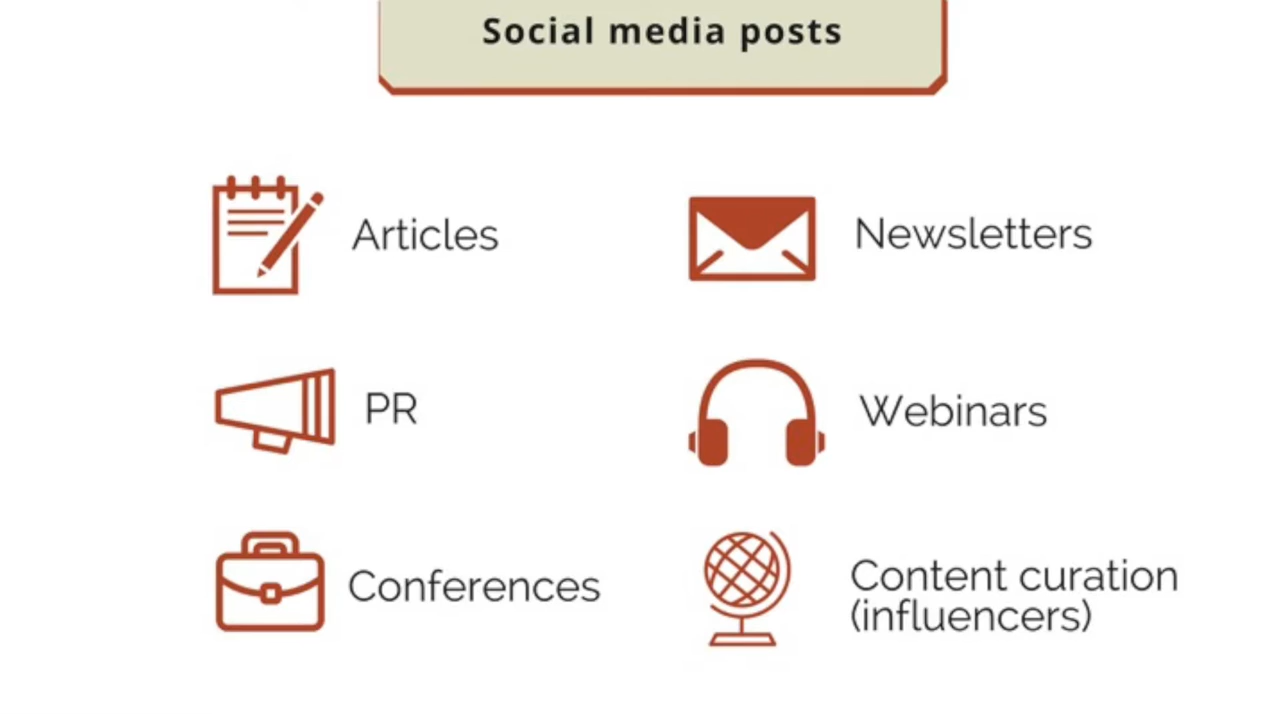 Social media posts
Articles
Newsletters
PR
Webinars
Conferences
Content curation
(influencers)